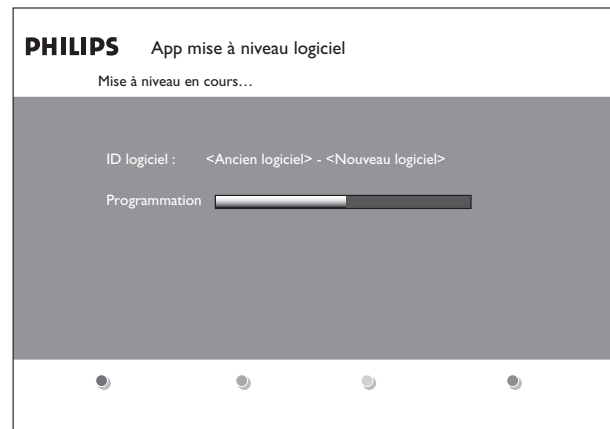 PHILIPS App mise à niveau logiciel
Mise à niveau en cours…
ID logiciel : <Ancien logiciel> - <Nouveau logiciel>
Programmation